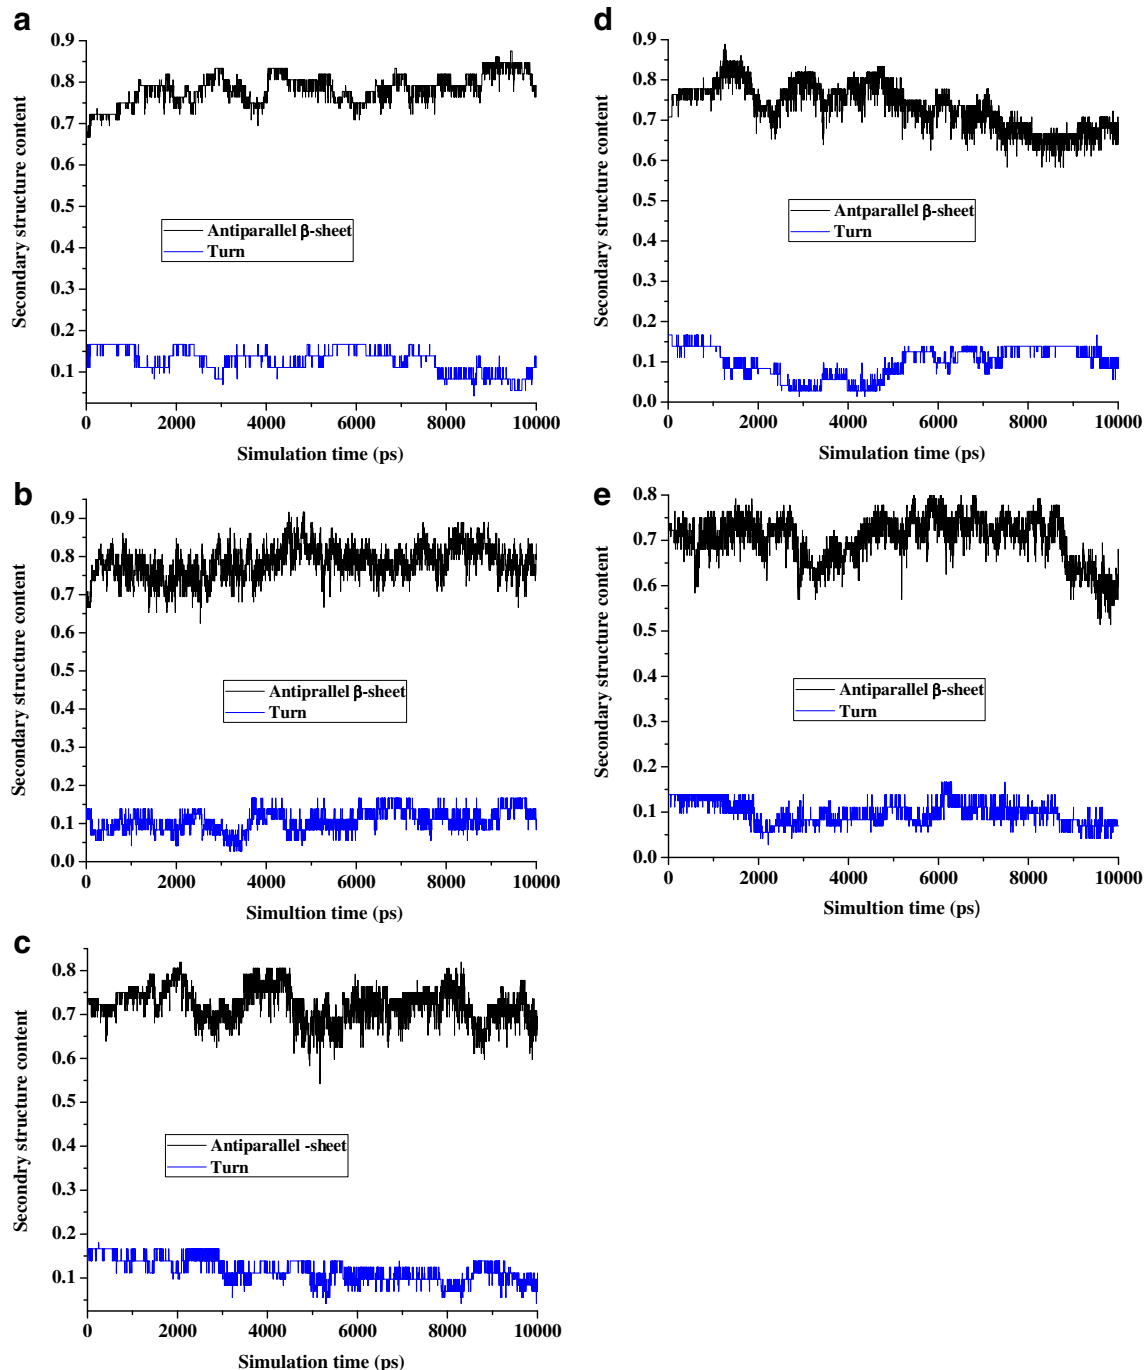 a
0.9
0.8
0.7
0.6
0.5
0.4
0.3
0.2
0.1
Secondary structure content
Antiparallel β-sheet
Turn
0 2000 4000 6000 8000 10000
Simulation time (ps)
b
0.9
0.8
0.7
0.6
0.5
0.4
0.3
0.2
0.1
0.0
Secondary structure content
Antiprallel β-sheet
Turn
0 2000 4000 6000 8000 10000
Simultion time (ps)
c
0.8
0.7
0.6
0.5
0.4
0.3
0.2
0.1
Secondry structure content
Antiparallel -sheet
Turn
0 2000 4000 6000 8000 10000
Simulation time (ps)
d
0.9
0.8
0.7
0.6
0.5
0.4
0.3
0.2
0.1
0.0
Secondary structure content
Antparallel β-sheet
Turn
0 2000 4000 6000 8000 10000
Simulation time (ps)
e
0.8
0.7
0.6
0.5
0.4
0.3
0.2
0.1
0.0
Secondary structure content
Antiparallel β-sheet
Turn
0 2000 4000 6000 8000 10000
Simulation time (ps)